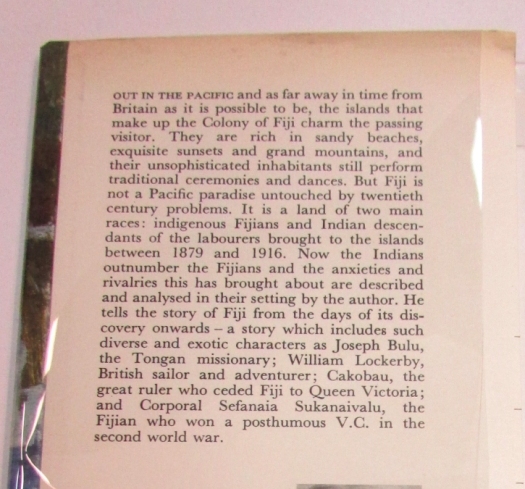 OUT IN THE PACIFIC and as far away in time from
Britain as it is possible to be, the islands that
make up the Colony of Fiji charm the passing
visitor. They are rich in sandy beaches,
exquisite sunsets and grand mountains, and
their unsophisticated inhabitants still perform
traditional ceremonies and dances. But Fiji is
not a Pacific paradise untouched by twentieth
century problems. It is a land of two main
races: indigenous Fijians and Indian descen-
dants of the labourers brought to the islands
between 1879 and 1916. Now the Indians
outnumber the Fijians and the anxieties and
rivalries this has brought about are described
and analysed in their setting by the author. He
tells the story of Fiji from the days of its dis-
covery onwards – a story which includes such
diverse and exotic characters as Joseph Bulu,
the Tongan missionary; William Lockerby,
British sailor and adventurer; Cakobau, the
great ruler who ceded Fiji to Queen Victoria;
and Corporal Sefanaia Sukanaivalu, the
Fijian who won a posthumous V.C. in the
second world war.